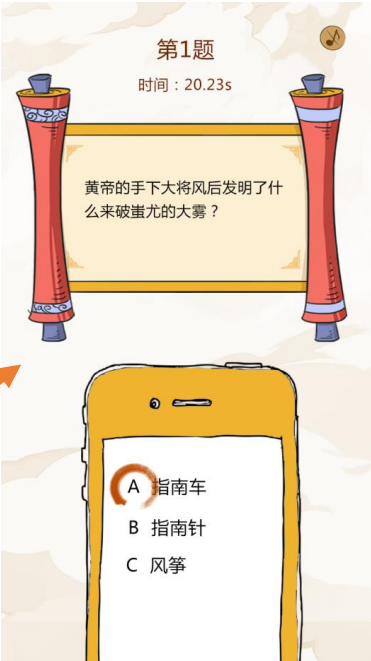 第1题
时间：20.23s
黄帝的手下大将风后发明了什
么来破蚩尤的大雾？
A 指南车
B 指南针
C 风筝